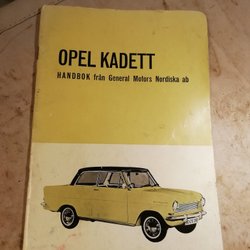 OPEL KADETT
HANDBOK från General Motors Nordiska ab